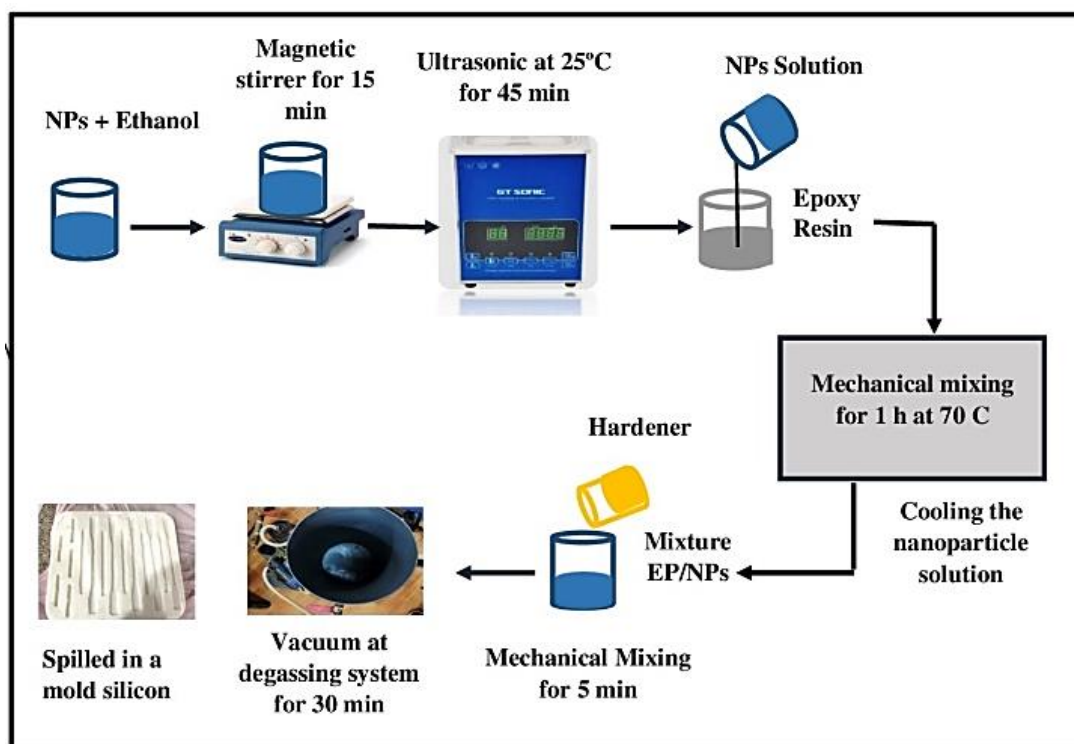 NPs + Ethanol
Magnetic
stirrer for 15
min
Ultrasonic at 25ºC
for 45 min
GT SONIC
NPs Solution
Epoxy
Resin
Mechanical mixing
for 1 h at 70 C
Cooling the
nanoparticle
solution
Hardener
Mixture
EP/NPs
Mechanical Mixing
for 5 min
Vacuum at
degassing system
for 30 min
Spilled in a
mold silicon